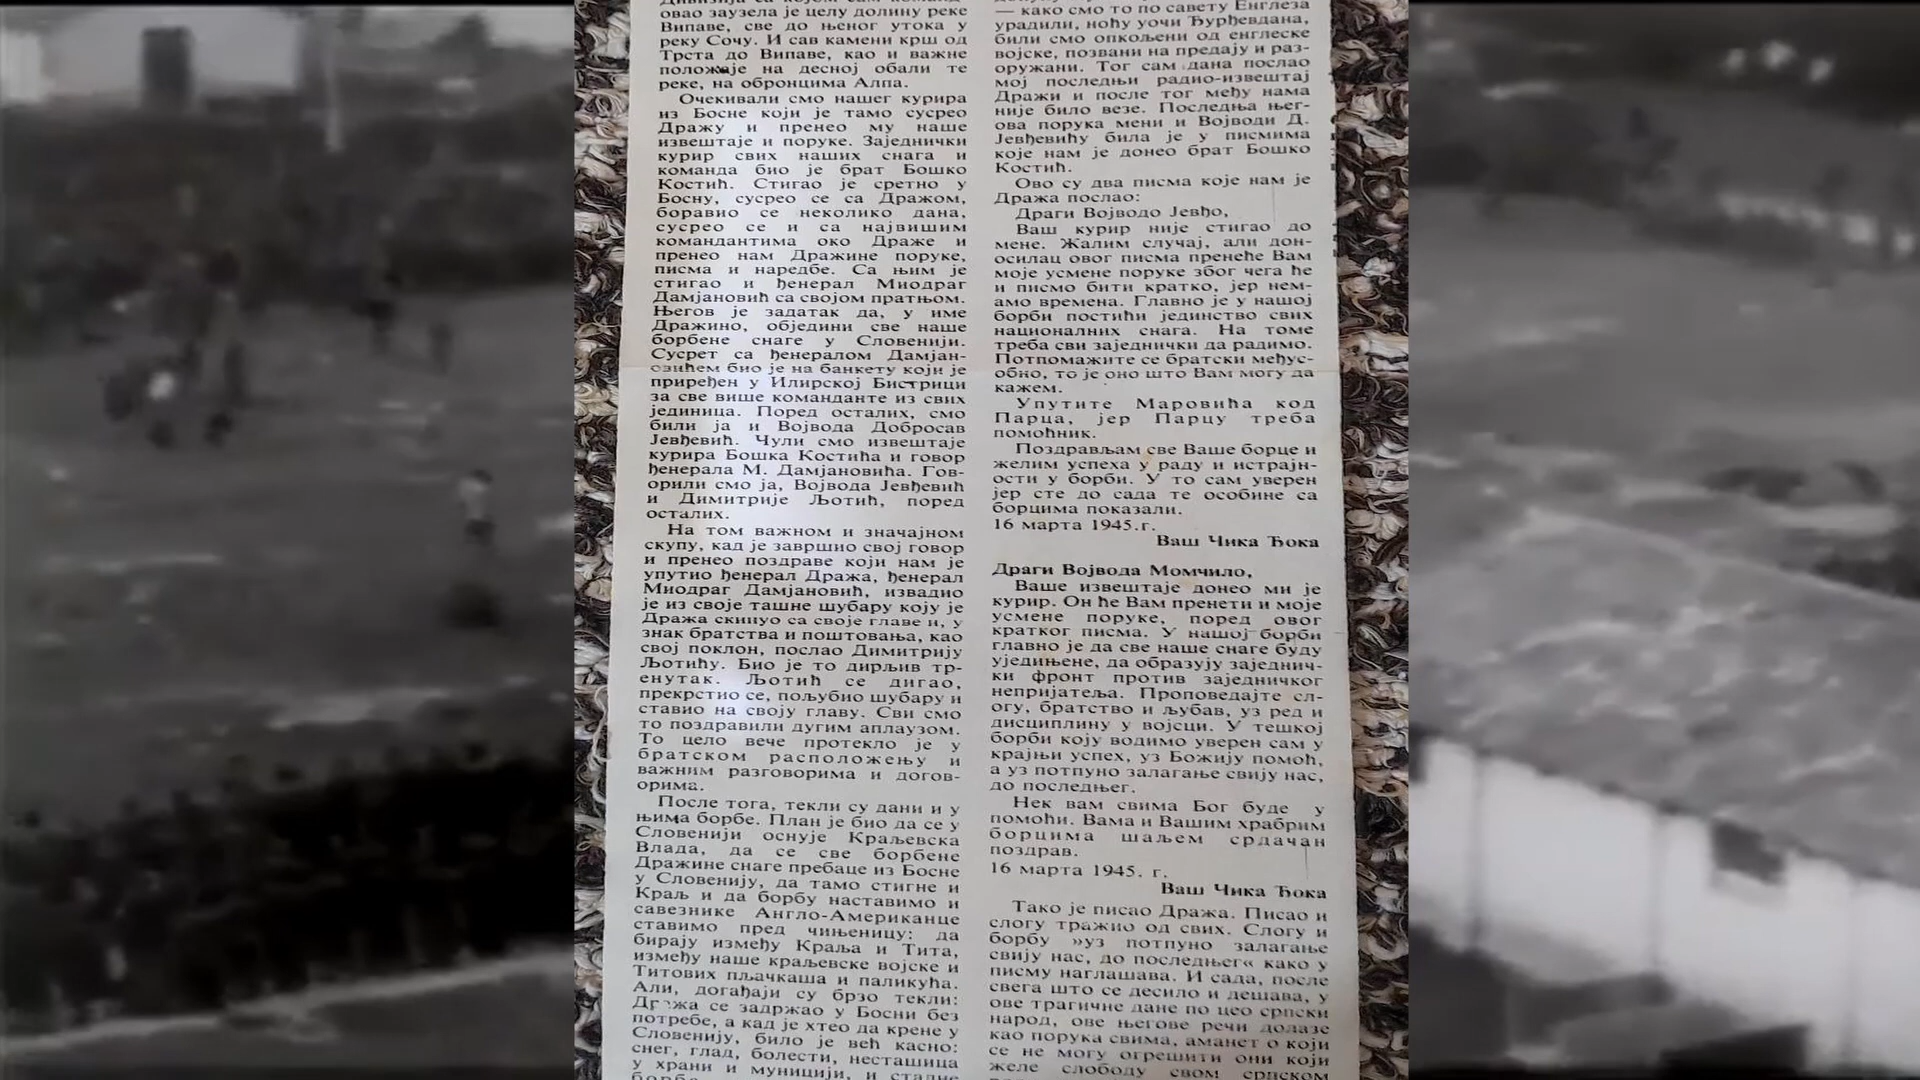 овао заузела је целу долину реке
Випаве, све до њеног утока у
реку Сочу. И сав камени крш од
Трста до Випаве, као и важне
положаје на десној обали те
реке, на обронцима Алпа.
Очекивали смо нашег курира
из Босне који је тамо сусрео
Дражу и пренео му наше
извештаје и поруке. Заједнички
курир свих наших снага и
команда био је брат Бошко
Костић. Стигао је сретно у
Босну, сусрео се са Дражом,
боравио се неколико дана,
сусрео се и са највишим
командантима око Драже и
пренео нам Дражине поруке,
писма и наредбе. Са њим је
стигао и ђенерал Миодраг
Дамјановић са својом пратњом.
Његов је задатак да, у име
Дражино, обједини све наше
борбене снаге у Словенији.
Сусрет са ђенералом Дамјан-
овићем био је на банкету који је
приређен у Илирској Бистрици
за све више команданте из свих
јединица. Поред осталих, смо
били ја и Војвода Добросав
Јевђевић. Чули смо извештаје
курира Бошка Костића и говор
ђенерала М. Дамјановића. Гов-
орили смо ја, Војвода Јевђевић
и Димитрије Љотић, поред
осталих.
На том важном и значајном
скупу, кад је завршио свој говор
и пренео поздраве који нам је
упутио ђенерал Дража, ђенерал
Миодраг Дамјановић, извадио
је из своје ташне шубару коју је
Дража скинуо са своје главе и, у
знак братства и поштовања, као
свој поклон, послао Димитрију
Љотићу. Био је то дирљив тр-
енутак. Љотић се дигао,
прекрстио се, пољубио шубару и
ставио на своју главу. Сви смо
то поздравили дугим аплаузом.
То цело вече протекло је у
братском расположењу и
важним разговорима и догов-
орима.
После тога, текли су дани и у
њима борбе. План је био да се у
Словенији оснује Краљевска
Влада, да се све борбене
Дражине снаге пребаце из Босне
у Словенију, да тамо стигне и
Краљ и да борбу наставимо и
савезнике Англо-Американце
ставимо пред чињеницу: да
бирају између Краља и Тита,
између наше краљевске војске и
Титових пљачкаша и паликућа.
Али, догађаји су брзо текли:
Дража се задржао у Босни без
потребе, а кад је хтео да крене у
Словенију, било је већ касно:
снег, глад, болести, несташица
у храни и муницији, и
— како смо то по савету Енглеза
урадили, ноћу уочи Ђурђевдана,
били смо опкољени од енглеске
војске, позвани на предају и раз-
оружани. Тог сам дана послао
мој последњи радио-извештај
Дражи и после тог међу нама
није било везе. Последња њег-
ова порука мени и Војводи Д.
Јевђевићу била је у писмима
које нам је донео брат Бошко
Костић.
Ово су два писма које нам је
Дража послао:
Драги Војводо Јевђо,
Ваш курир није стигао до
мене. Жалим случај, али дон-
осилац овог писма пренеће Вам
моје усмене поруке због чега ће
и писмо бити кратко, јер нем-
амо времена. Главно је у нашој
борби постићи јединство свих
националних снага. На томе
треба сви заједнички да радимо.
Потпомажите се братски међус-
обно, то је оно што Вам могу да
кажем.
Упутите Маровића код
Парца, јер Парцу треба
помоћник.
Поздрављам све Ваше борце и
желим успеха у раду и истрајн-
ости у борби. У то сам уверен
јер сте до сада те особине са
борцима показали.
16 марта 1945.г.
Ваш Чика Ђока
Драги Војвода Момчило,
Ваше извештаје донео ми је
курир. Он ће Вам пренети и моје
усмене поруке, поред овог
кратког писма. У нашој борби
главно је да све наше снаге буду
уједињене, да образују заједнич-
ки фронт против заједничког
непријатеља. Проповедајте сл-
огу, братство и љубав, уз ред и
дисциплину у војсци. У тешкој
борби коју водимо уверен сам у
крајњи успех, уз Божију помоћ,
а уз потпуно залагање свију нас,
до последњег.
Нек вам свима Бог буде у
помоћи. Вама и Вашим храбрим
борцима шаљем срдачан
поздрав.
16 марта 1945. г.
Ваш Чика Ђока
Тако је писао Дража. Писао и
слогу тражио од свих. Слогу и
борбу »уз потпуно залагање
свију нас, до последњег« како у
писму наглашава. И сада, после
свега што се десило и дешава, у
ове трагичне дане по цео српски
народ, ове његове речи долазе
као порука свима, аманет о који
се не могу огрешити они који
желе слободу свом српском